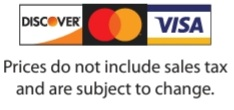 DISCOVER VISA
Prices do not include sales tax
and are subject to change.